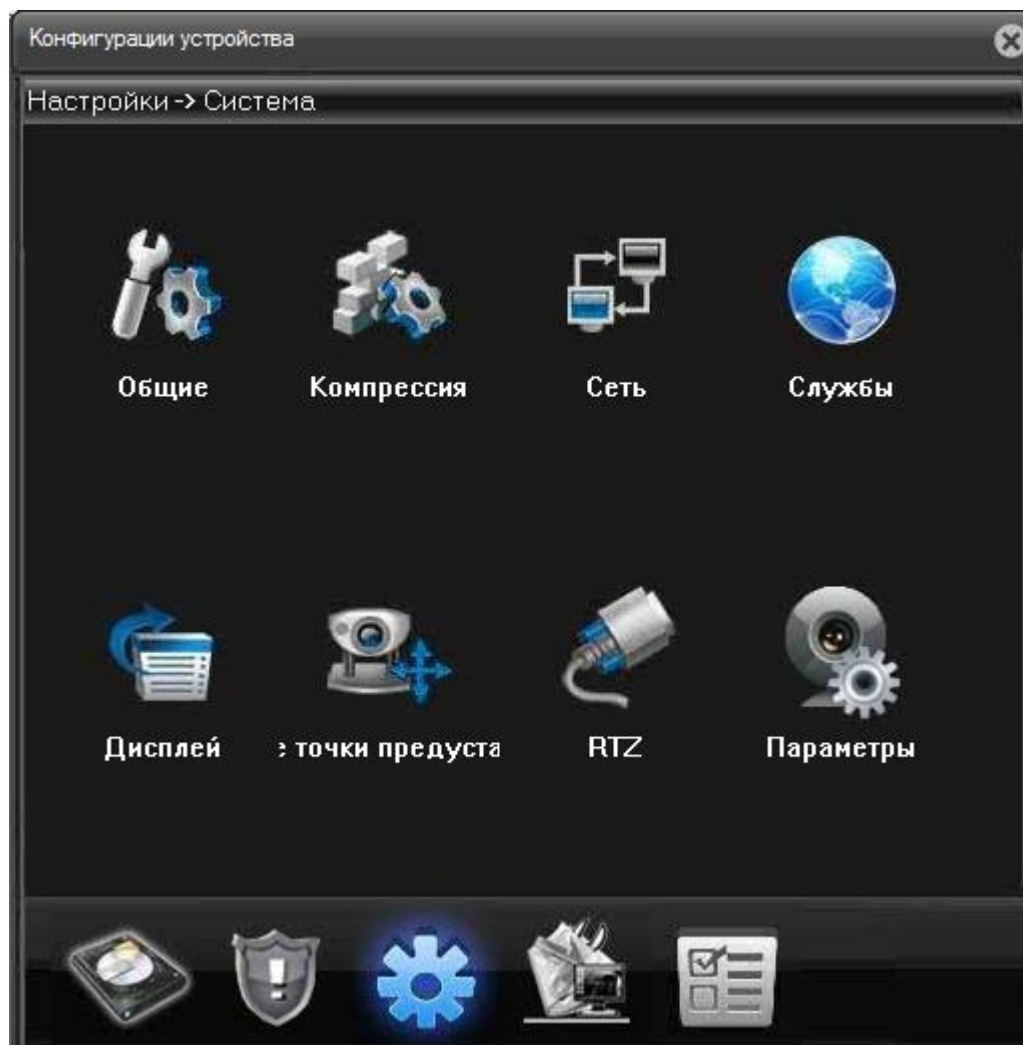 Конфигурации устройства
Настройки -> Система
Общие
Компрессия
Сеть
Службы
Дисплей
точки предуста
RTZ
Параметры